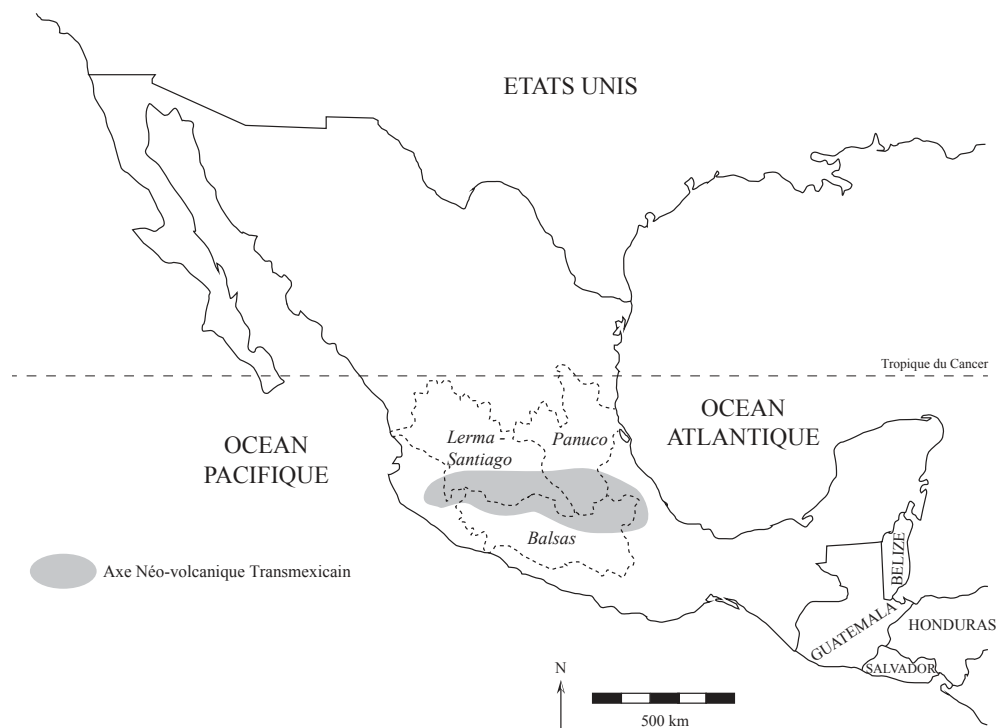 ETATS UNIS
Tropique du Cancer
OCEAN
ATLANTIQUE
OCEAN
PACIFIQUE
Lerma
Santiago
Panuco
Balsas
Axe Néo-volcanique Transmexicain
BELIZE
GUATEMALA
HONDURAS
SALVADOR
N
500 km